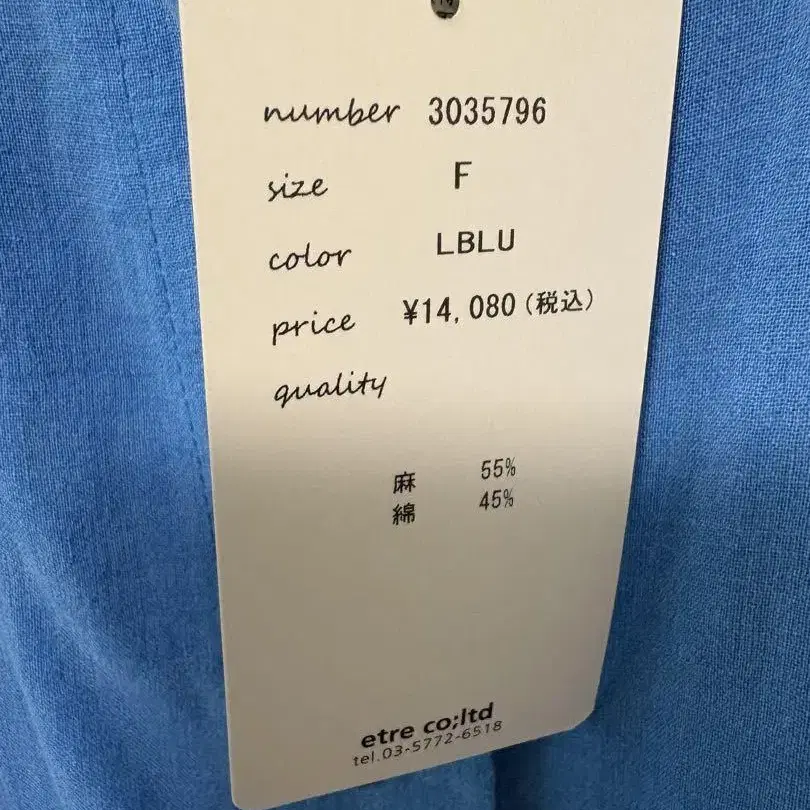 number 3035796
size F
color LBLU
price ¥14,080(税込)
quality
麻 55%
綿 45%
etre co;ltd
tel.03-5772-6518